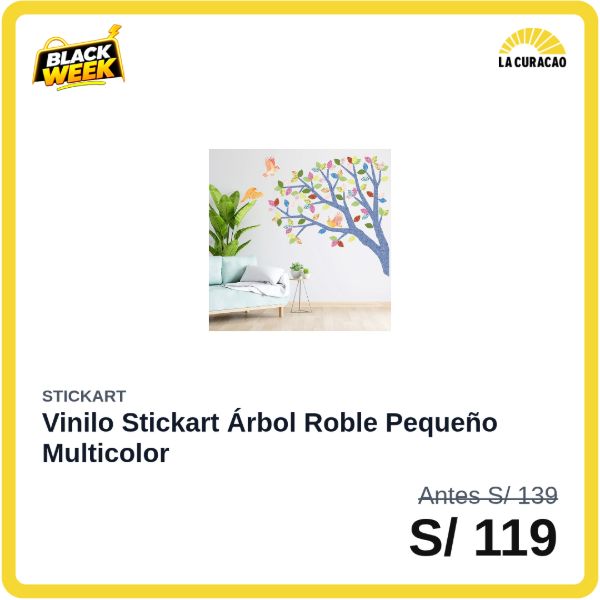 BLACK
WEEK
LA CURACAO
STICKART
Vinilo Stickart Árbol Roble Pequeño
Multicolor
Antes S/ 139
S/ 119